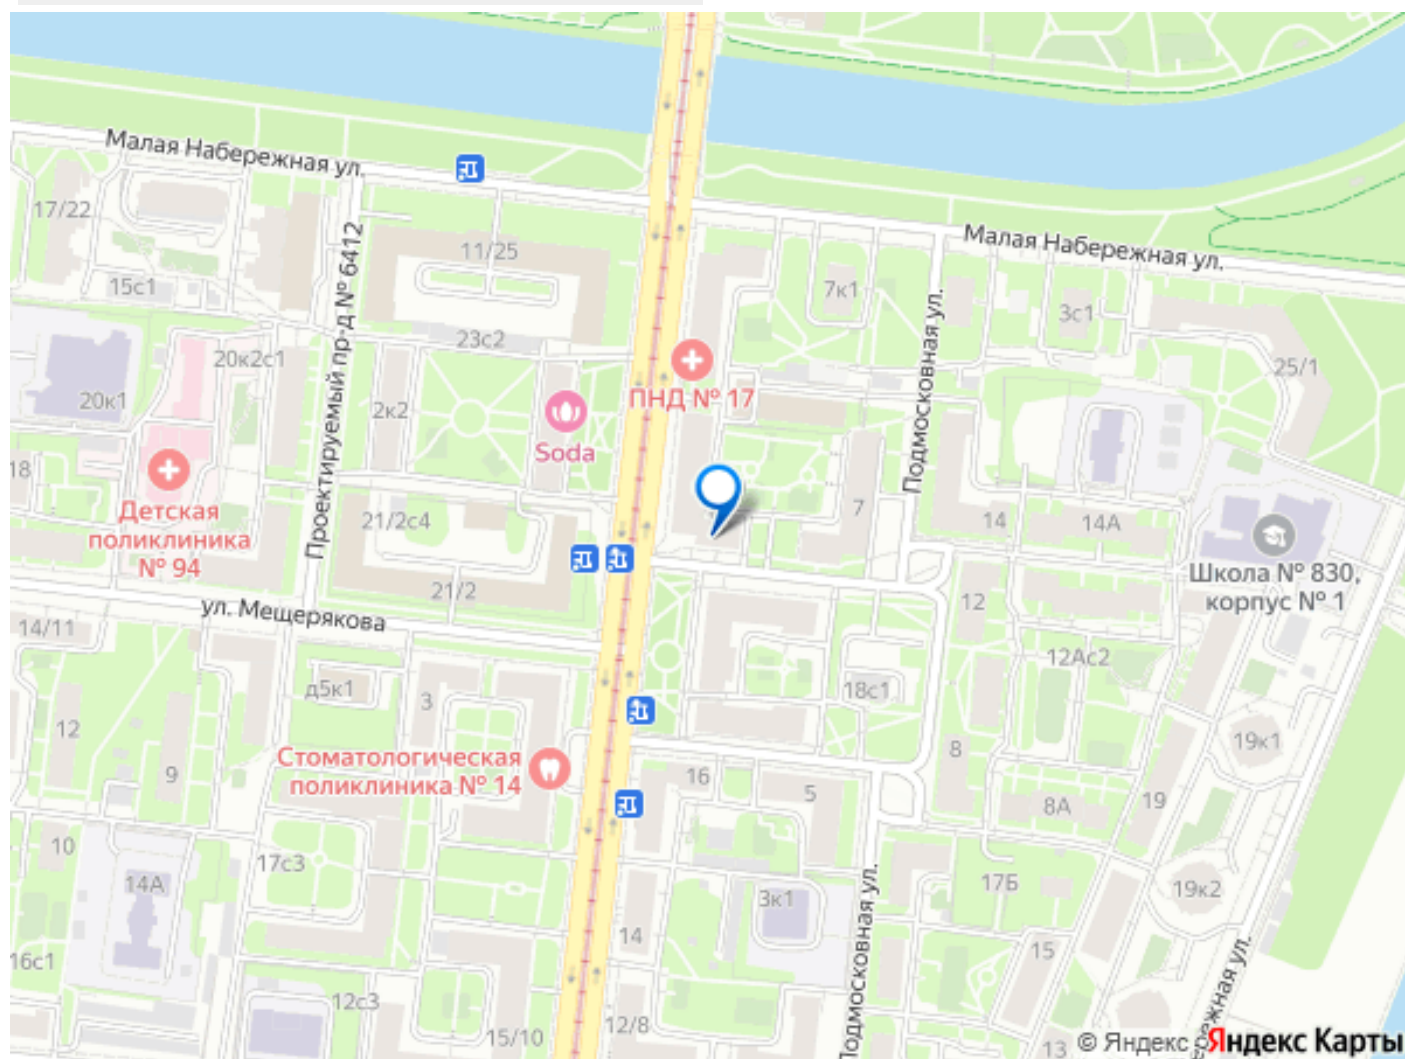 Малая Набережная ул.
17/22
11/25
Малая Набережная ул.
15с1
Проектируемый пр-д № 6412
7к1
Подмосковная ул.
3с1
23с2
20к2с1
25/1
20к1
2к2
ПНД № 17
Soda
18
Детская
поликлиника
№ 94
21/2с4
7
14
14А
Школа № 830,
корпус № 1
21/2
12
ул. Мещерякова
14/11
12Ас2
д5к1
3
18с1
12
19к1
8
Стоматологическая
поликлиника № 14
9
16
5
8А
19
10
17с3
14А
17Б
19к2
3к1
Подмосковная ул.
14
15
16с1
12с3
15/10
12/8
13
ережная ул.
© Яндекс Яндекс Карты